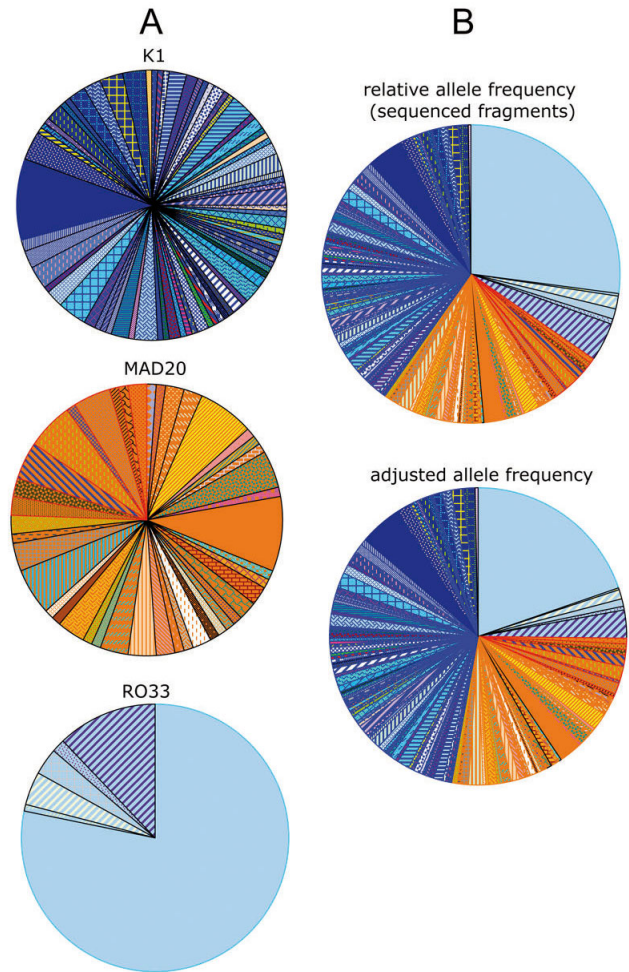 A
B
K1
relative allele frequency
(sequenced fragments)
MAD20
adjusted allele frequency
RO33